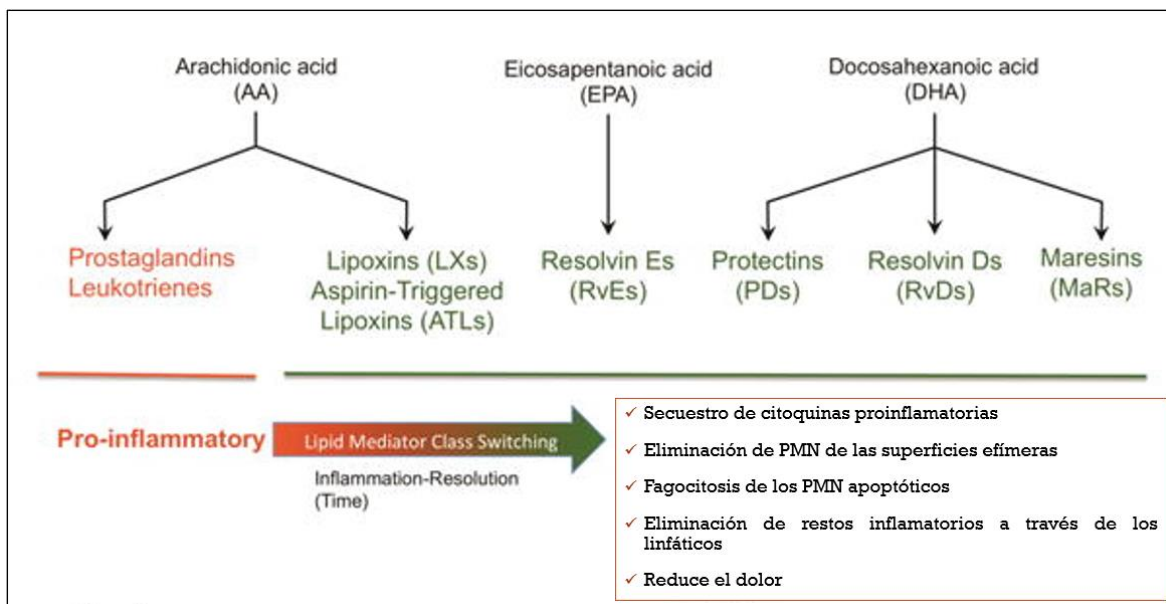 Arachidonic acid
(AA)
Eicosapentanoic acid
(EPA)
Docosahexanoic acid
(DHA)
Prostaglandins
Leukotrienes
Lipoxins (LXs)
Aspirin-Triggered
Lipoxins (ATLs)
Resolvin Es
(RvEs)
Protectins
(PDs)
Resolvin Ds
(RvDs)
Maresins
(MaRs)
Pro-inflammatory
Lipid Mediator Class Switching
Inflammation-Resolution
(Time)
✓ Secuestro de citoquinas proinflamatorias
✓ Eliminación de PMN de las superficies efímeras
✓ Fagocitosis de los PMN apoptóticos
✓ Eliminación de restos inflamatorios a través de los
linfáticos
✓ Reduce el dolor